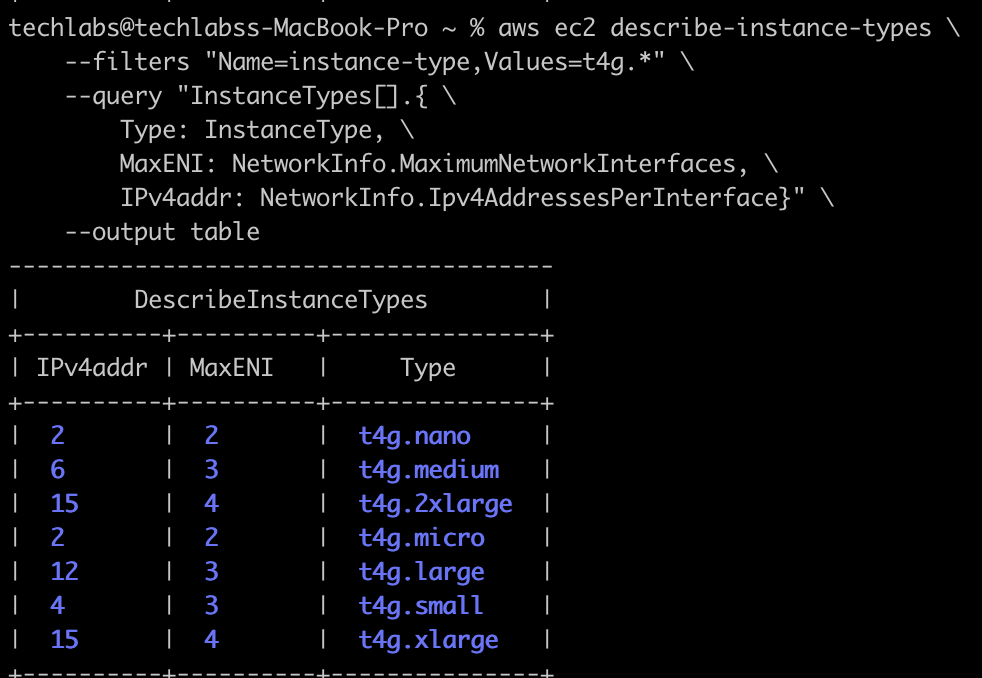 techlabs@techlabss-MacBook-Pro ~ % aws ec2 describe-instance-types \
    --filters "Name=instance-type,Values=t4g.*" \
    --query "InstanceTypes[].{ \
        Type: InstanceType, \
        MaxENI: NetworkInfo.MaximumNetworkInterfaces, \
        IPv4addr: NetworkInfo.Ipv4AddressesPerInterface}" \
    --output table
---------------------------------------
|        DescribeInstanceTypes        |
+----------+----------+---------------+
| IPv4addr | MaxENI   |     Type      |
+----------+----------+---------------+
|  2       |  2       |  t4g.nano     |
|  6       |  3       |  t4g.medium   |
|  15      |  4       |  t4g.2xlarge  |
|  2       |  2       |  t4g.micro    |
|  12      |  3       |  t4g.large    |
|  4       |  3       |  t4g.small    |
|  15      |  4       |  t4g.xlarge   |
+----------+----------+---------------+